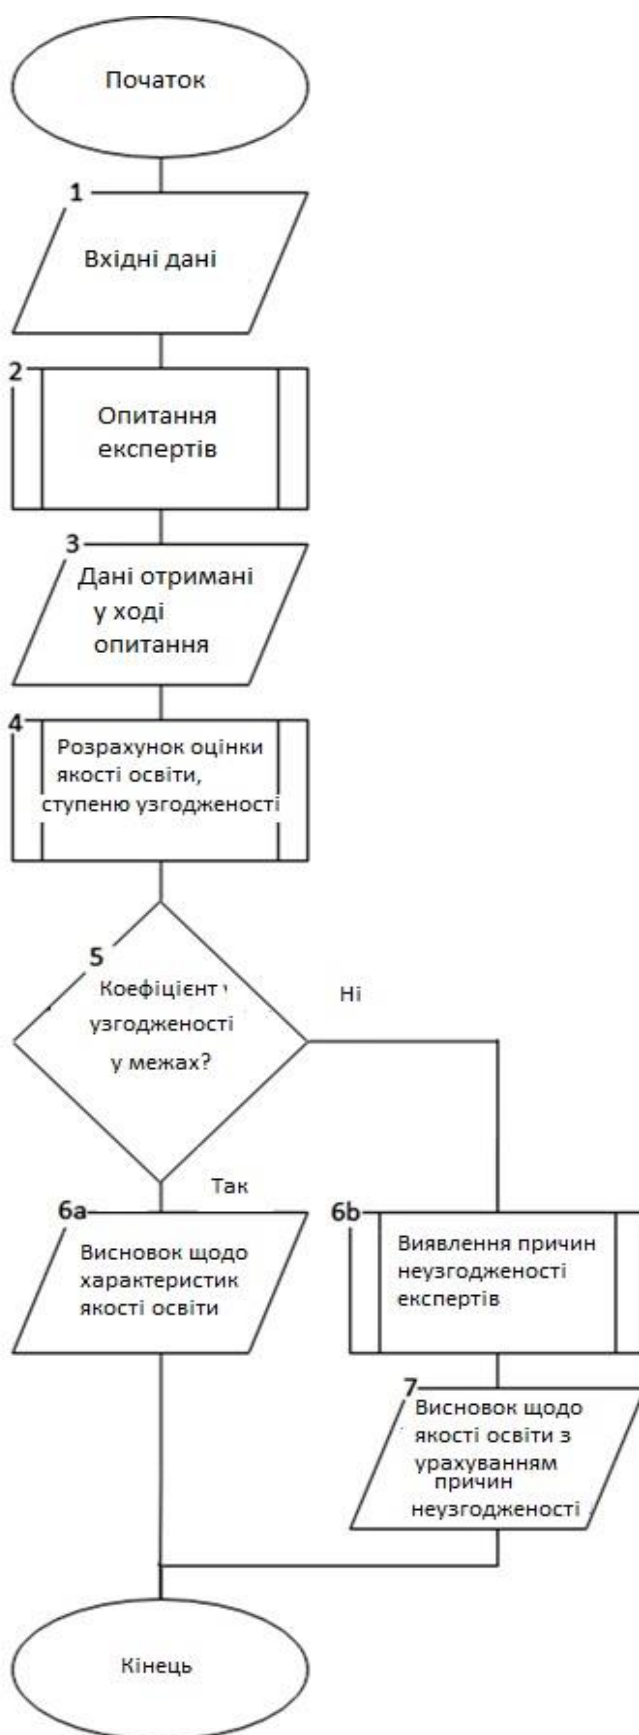 Початок
1
Вхідні дані
2
Опитання
експертів
3
Дані отримані
у ході
опитання
4
Розрахунок оцінки
якості освіти,
ступеню узгодженості
5
Коефіцієнт
узгодженості
у межах?
Ні
Так
6a
Висновок щодо
характеристик
якості освіти
6b
Виявлення причин
неузгодженості
експертів
7
Висновок щодо
якості освіти з
урахуванням
причин
неузгодженості
Кінець